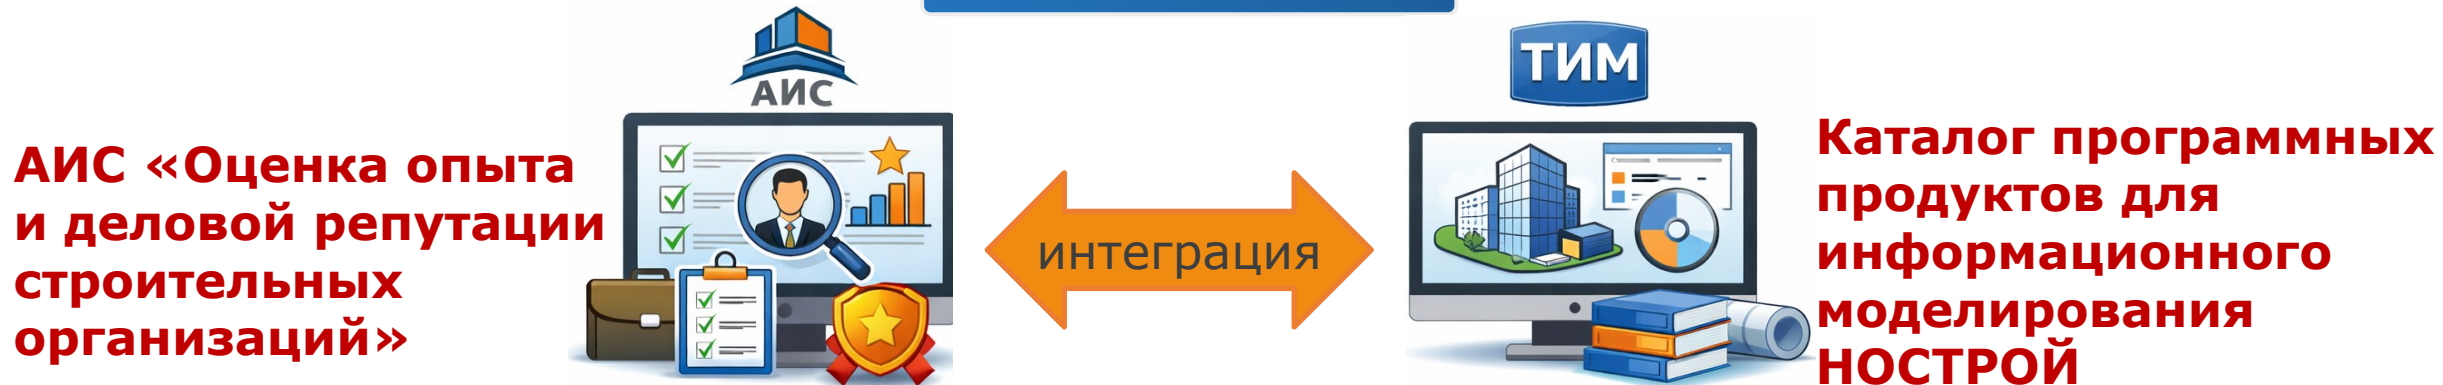 АИС
ТИМ
АИС «Оценка опыта
и деловой репутации
строительных
организаций»
интеграция
Каталог программных
продуктов для
информационного
моделирования
НОСТРОЙ